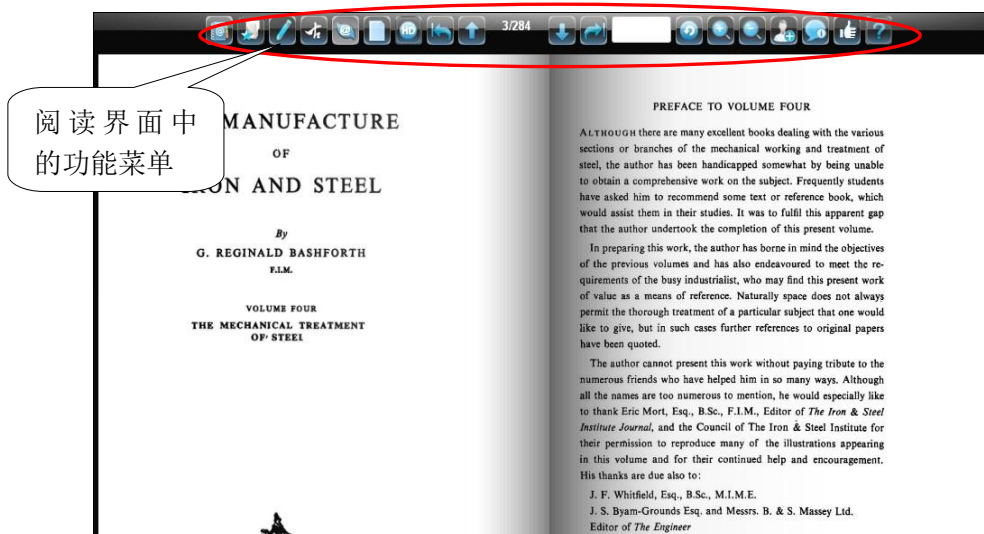 3/284
HD
?
阅读界面中
的功能菜单
MANUFACTURE
OF
IRON AND STEEL
By
G. REGINALD BASHFORTH
F.I.M.
VOLUME FOUR
THE MECHANICAL TREATMENT
OF STEEL
PREFACE TO VOLUME FOUR
ALTHOUGH there are many excellent books dealing with the various
sections or branches of the mechanical working and treatment of
steel, the author has been handicapped somewhat by being unable
to obtain a comprehensive work on the subject. Frequently students
have asked him to recommend some text or reference book, which
would assist them in their studies. It was to fulfil this apparent gap
that the author undertook the completion of this present volume.
In preparing this work, the author has borne in mind the objectives
of the previous volumes and has also endeavoured to meet the re-
quirements of the busy industrialist, who may find this present work
of value as a means of reference. Naturally space does not always
permit the thorough treatment of a particular subject that one would
like to give, but in such cases further references to original papers
have been quoted.
The author cannot present this work without paying tribute to the
numerous friends who have helped him in so many ways. Although
all the names are too numerous to mention, he would especially like
to thank Eric Mort, Esq., B.Sc., F.I.M., Editor of The Iron & Steel
Institute Journal, and the Council of The Iron & Steel Institute for
their permission to reproduce many of the illustrations appearing
in this volume and for their continued help and encouragement.
His thanks are due also to:
J. F. Whitfield, Esq., B.Sc., M.I.M.E.
J. S. Byam-Grounds Esq. and Messrs. B. & S. Massey Ltd.
Editor of The Engineer